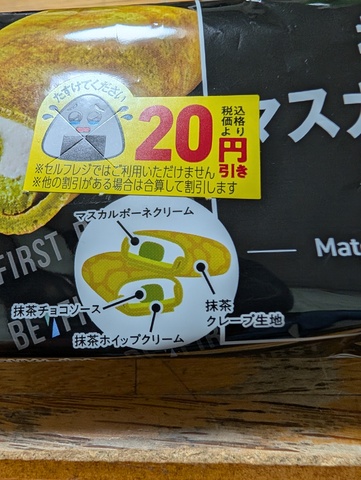 たすけてください
20円引き
税込価格より
※セルフレジではご利用いただけません
※他の割引がある場合は合算して割引します
マスカ
Mat
FIRST
BE
マスカルポーネクリーム
抹茶チョコソース
抹茶ホイップクリーム
抹茶
クレープ生地